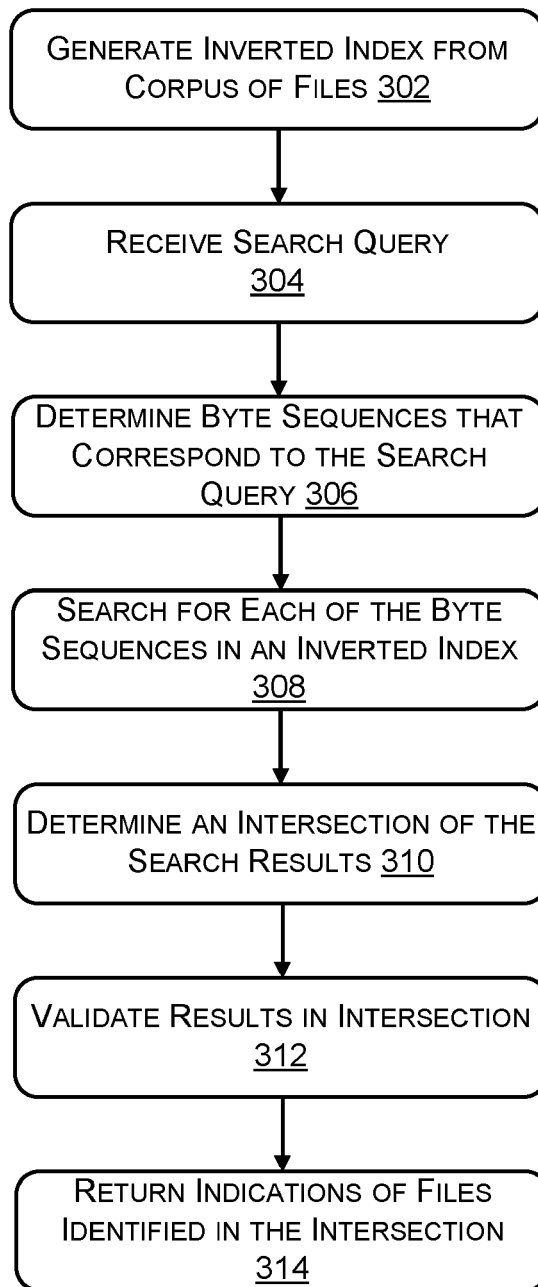 GENERATE INVERTED INDEX FROM
CORPUS OF FILES 302
RECEIVE SEARCH QUERY
304
DETERMINE BYTE SEQUENCES THAT
CORRESPOND TO THE SEARCH
QUERY 306
SEARCH FOR EACH OF THE BYTE
SEQUENCES IN AN INVERTED INDEX
308
DETERMINE AN INTERSECTION OF THE
SEARCH RESULTS 310
VALIDATE RESULTS IN INTERSECTION
312
RETURN INDICATIONS OF FILES
IDENTIFIED IN THE INTERSECTION
314